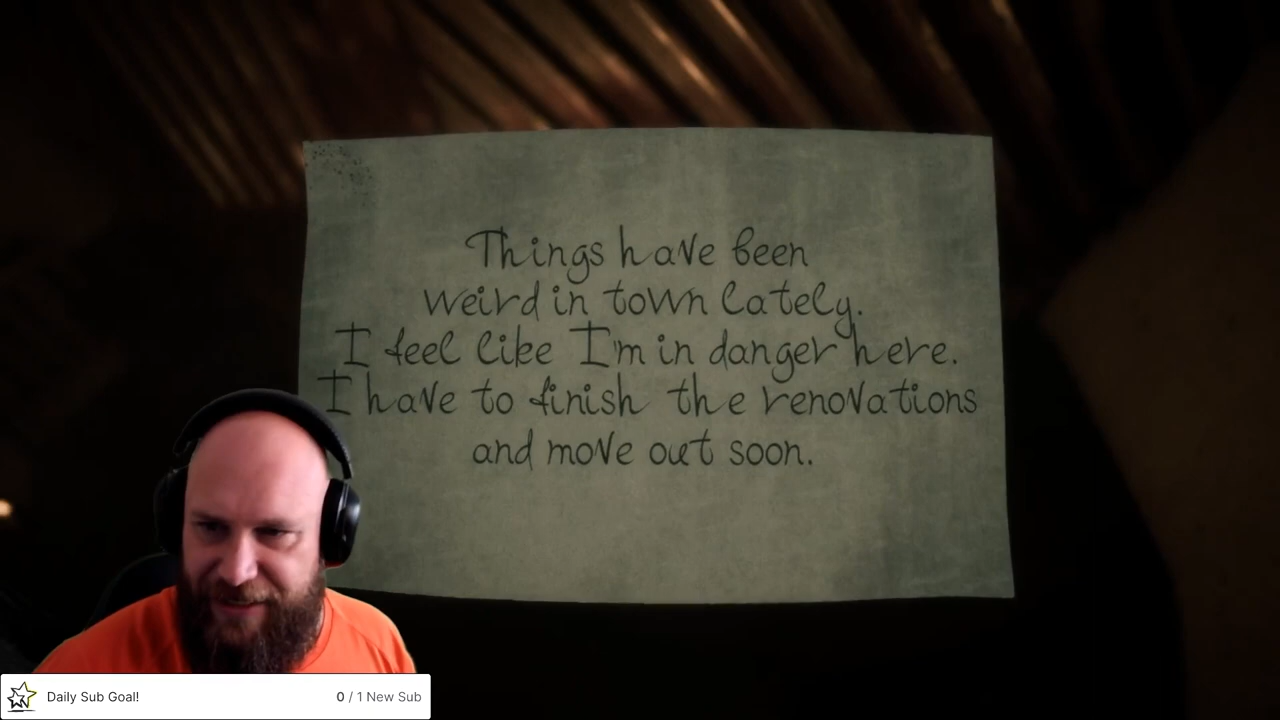 Things have been
weird in town lately.
I feel like I'm in danger here.
I have to finish the renovations
and move out soon.
Daily Sub Goal!
0 / 1 New Sub